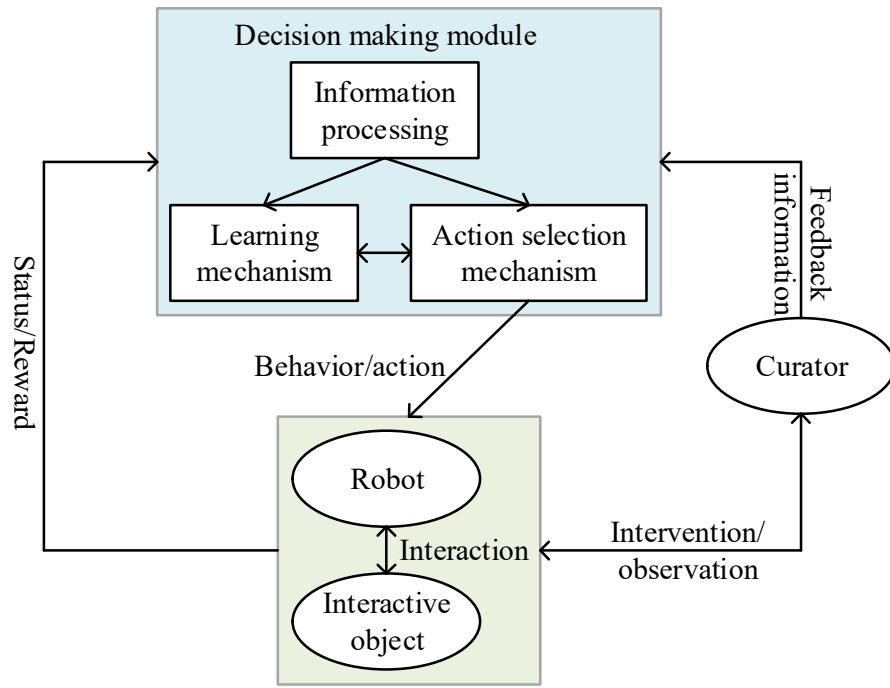 Decision making module
Information
processing
Learning
mechanism
Action selection
mechanism
Status/Reward
Feedback
information
Behavior/action
Curator
Robot
Interaction
Intervention/
observation
Interactive
object